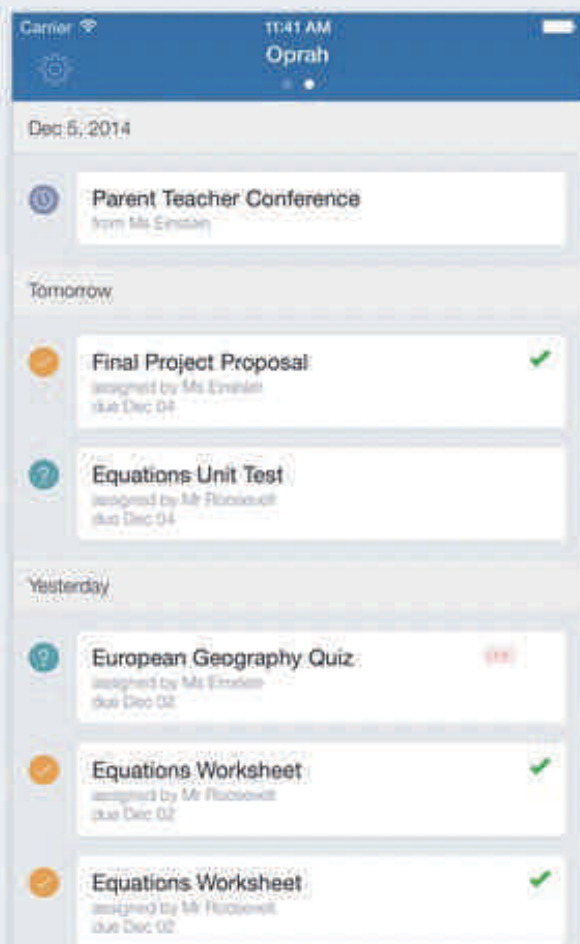 Carrier
11:41 AM
Oprah
Dec 5, 2014
Parent Teacher Conference
from Ms Einstein
Tomorrow
Final Project Proposal
assigned by Ms Einstein
due Dec 04
Equations Unit Test
assigned by Mr Roosevelt
due Dec 04
Yesterday
European Geography Quiz
assigned by Ms Einstein
due Dec 02
Equations Worksheet
assigned by Mr Roosevelt
due Dec 02
Equations Worksheet
assigned by Mr Roosevelt
due Dec 02